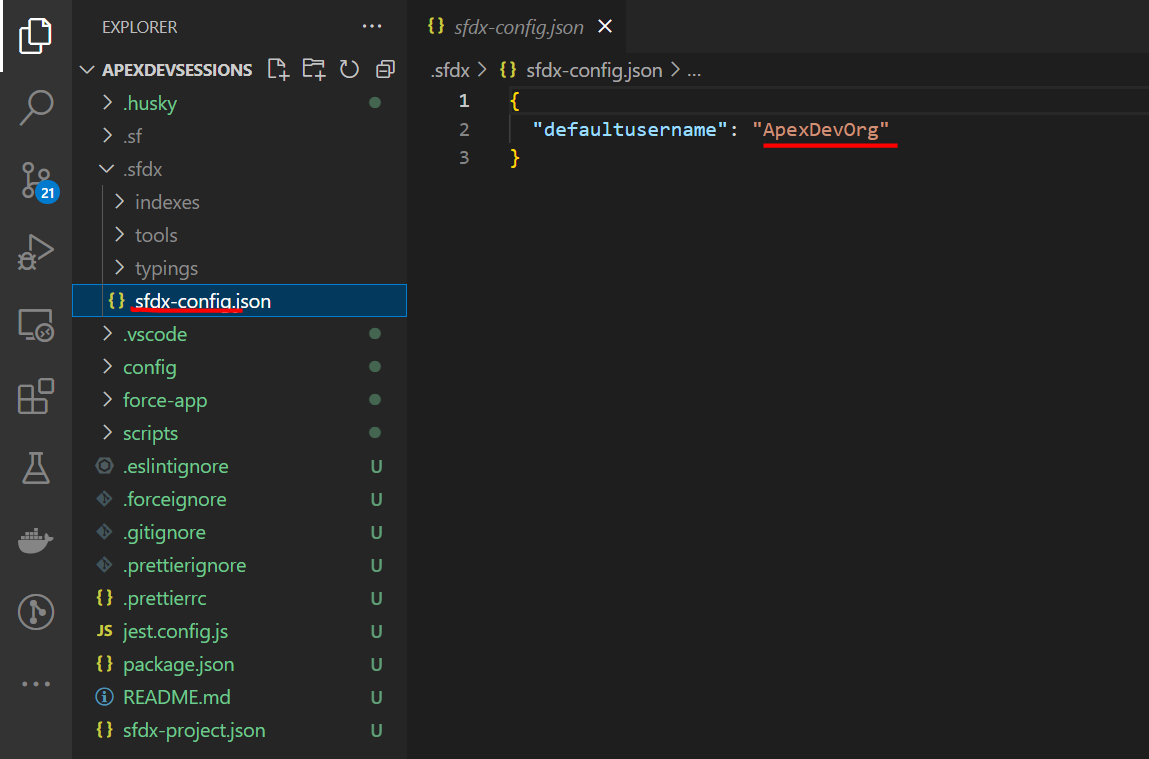 EXPLORER
APEXDEVSESSIONS
.husky
.sf
.sfdx
indexes
tools
typings
{} sfdx-config.json
.vscode
config
force-app
scripts
.eslintignore U
.forceignore U
.gitignore U
.prettierignore U
{} .prettierrc U
JS jest.config.js U
{} package.json U
README.md U
{} sfdx-project.json U
21
{} sfdx-config.json
.sfdx > {} sfdx-config.json > ...
1 {
2 "defaultusername": "ApexDevOrg"
3 }